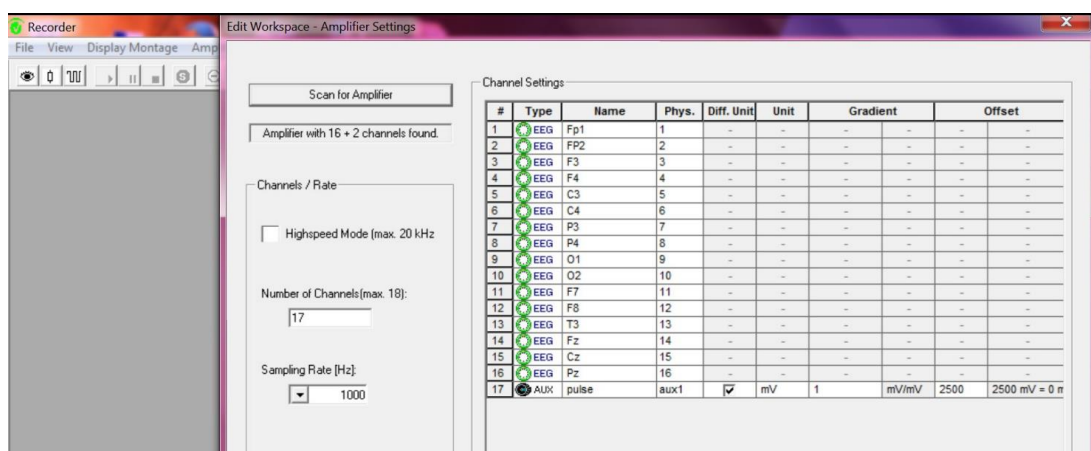 Recorder
Edit Workspace - Amplifier Settings
X
File View Display Montage Amp
Scan for Amplifier
Amplifier with 16 + 2 channels found.
Channels / Rate
Highspeed Mode (max. 20 kHz
Number of Channels(max. 18):
17
Sampling Rate [Hz]:
1000
Channel Settings
# Type Name Phys. Diff. Unit Unit Gradient Offset
1 EEG Fp1 1 - - - - - -
2 EEG FP2 2 - - - - - -
3 EEG F3 3 - - - - - -
4 EEG F4 4 - - - - - -
5 EEG C3 5 - - - - - -
6 EEG C4 6 - - - - - -
7 EEG P3 7 - - - - - -
8 EEG P4 8 - - - - - -
9 EEG O1 9 - - - - - -
10 EEG O2 10 - - - - - -
11 EEG F7 11 - - - - - -
12 EEG F8 12 - - - - - -
13 EEG T3 13 - - - - - -
14 EEG Fz 14 - - - - - -
15 EEG Cz 15 - - - - - -
16 EEG Pz 16 - - - - - -
17 AUX pulse aux1 mV 1 mV/mV 2500 2500 mV = 0 m